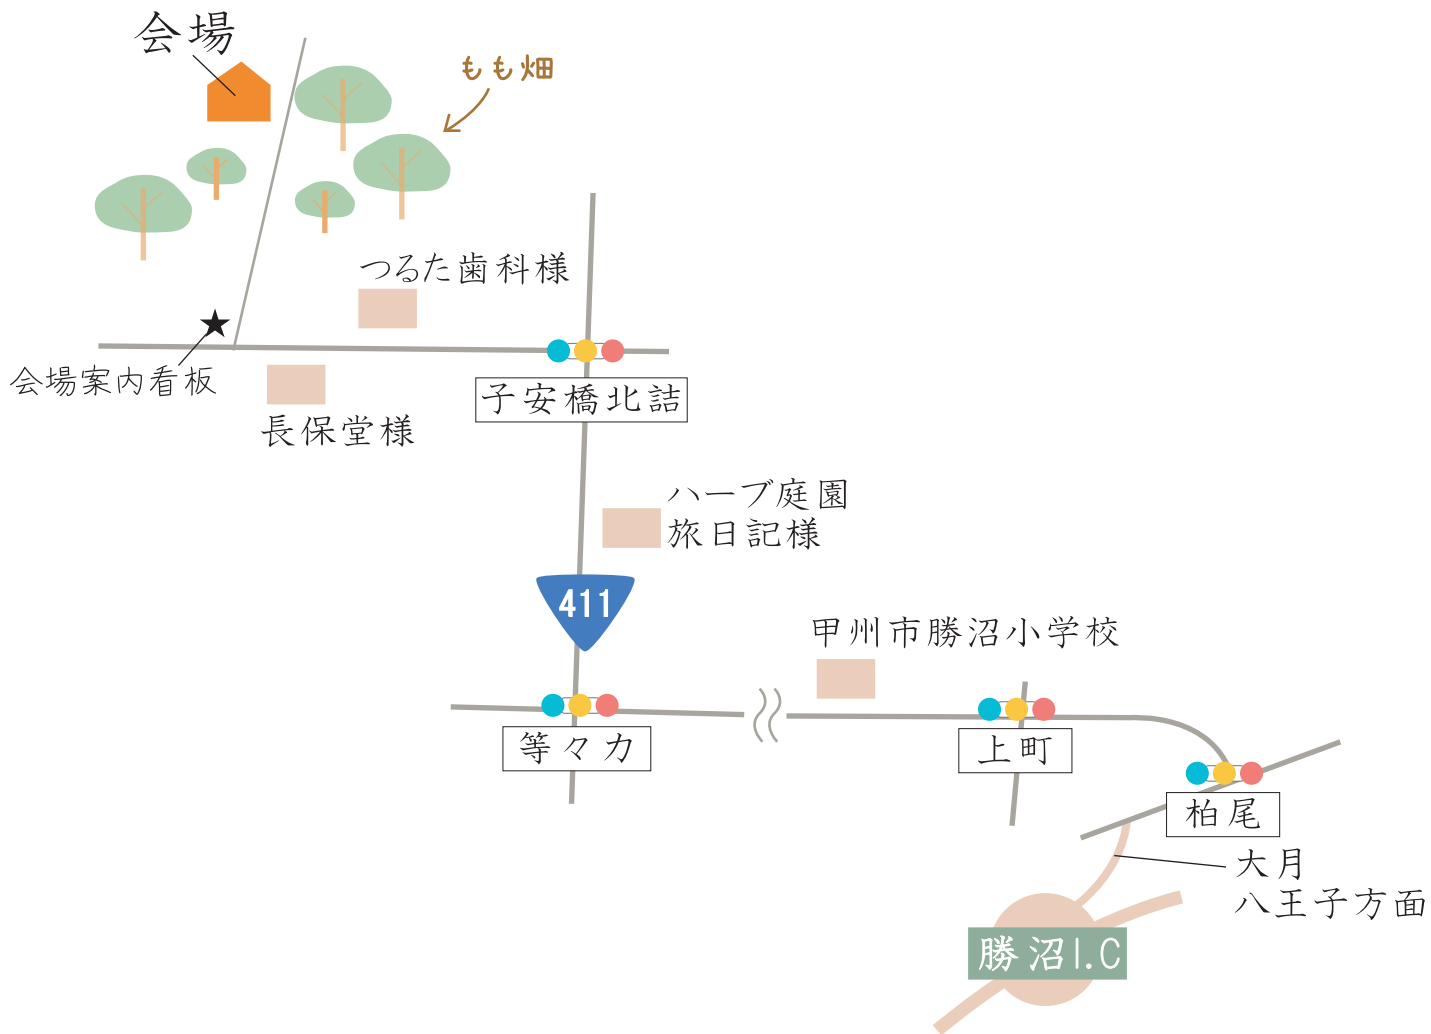 会場
もも畑
つるた歯科様
会場案内看板
長保堂様
子安橋北詰
ハーブ庭園
旅日記様
411
甲州市勝沼小学校
等々力
上町
柏尾
大月
八王子方面
勝沼I.C